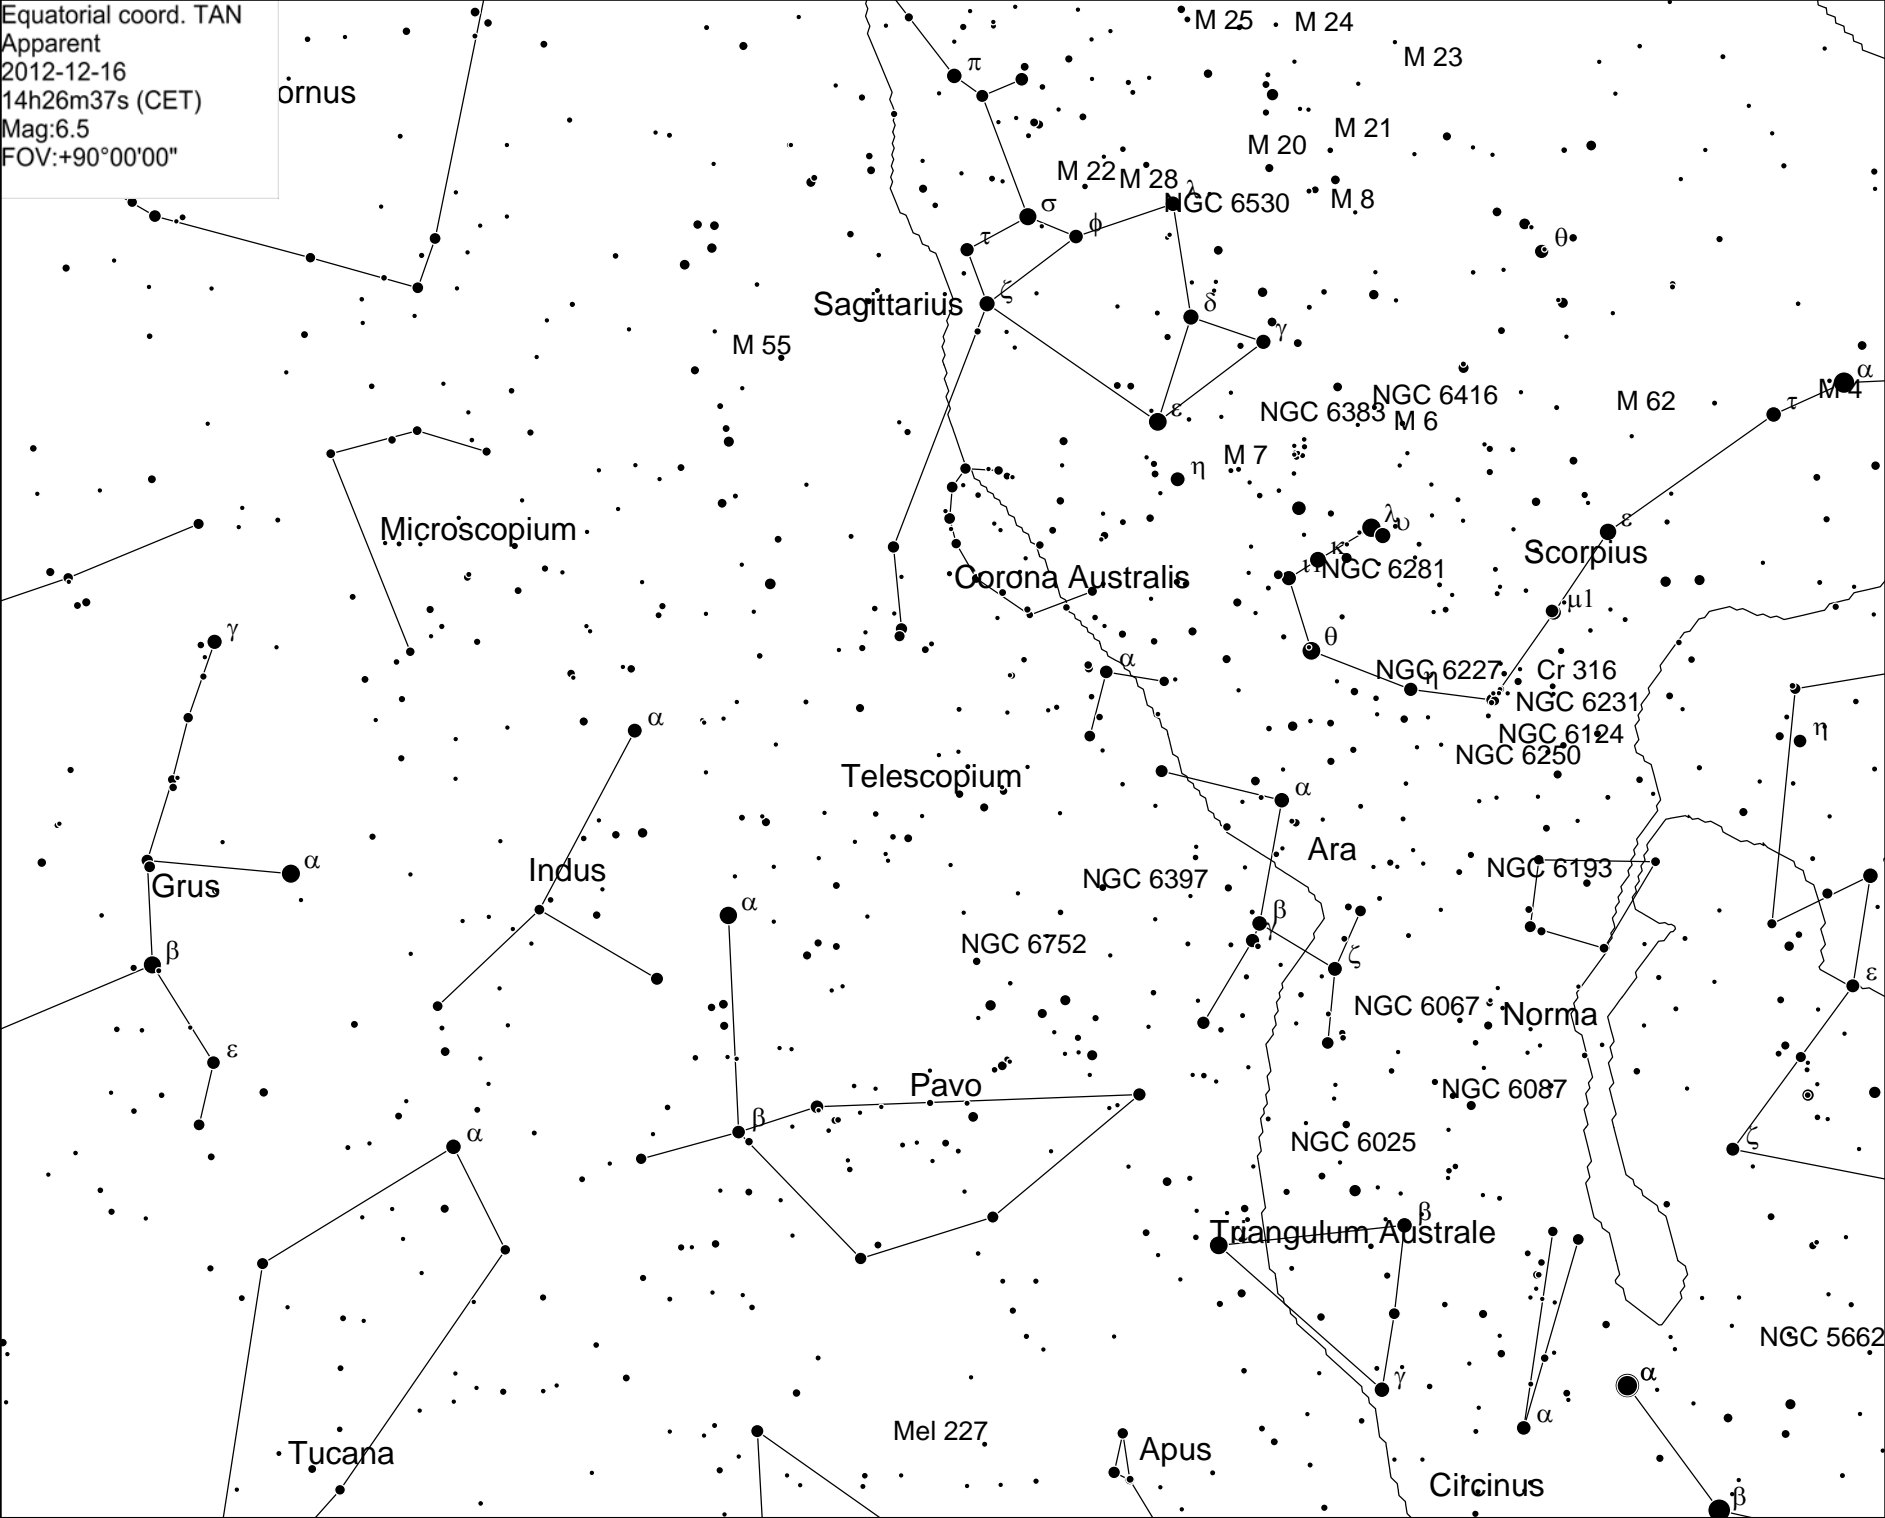 Equatorial coord. TAN
Apparent
2012-12-16
14h26m37s (CET)
Mag:6.5
FOV:+90°00'00"
ornus
π
M 25
M 24
M 23
M 21
M 20
M 22
M 28
λ
NGC 6530
M 8
σ
φ
τ
θ
Sagittarius
ζ
δ
γ
M 55
α
M 4
τ
M 62
NGC 6416
NGC 6383
M 6
ε
M 7
η
Microscopium
λ
υ
κ
ι1
NGC 6281
ε
Scorpius
Corona Australis
μ1
γ
θ
α
NGC 6227
η
Cr 316
NGC 6231
NGC 6124
NGC 6250
η
α
Telescopium
α
Ara
α
Grus
Indus
NGC 6397
NGC 6193
α
β
γ
NGC 6752
ζ
β
ε
NGC 6067
Norma
ε
Pavo
NGC 6087
β
α
NGC 6025
ζ
β
α
Triangulum Australe
NGC 5662
γ
α
α
Tucana
Mel 227
Apus
Circinus
β